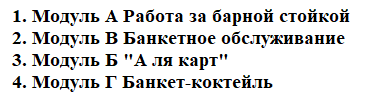 1. Модуль А Работа за барной стойкой
2. Модуль В Банкетное обслуживание
3. Модуль Б "А ля карт"
4. Модуль Г Банкет-коктейль